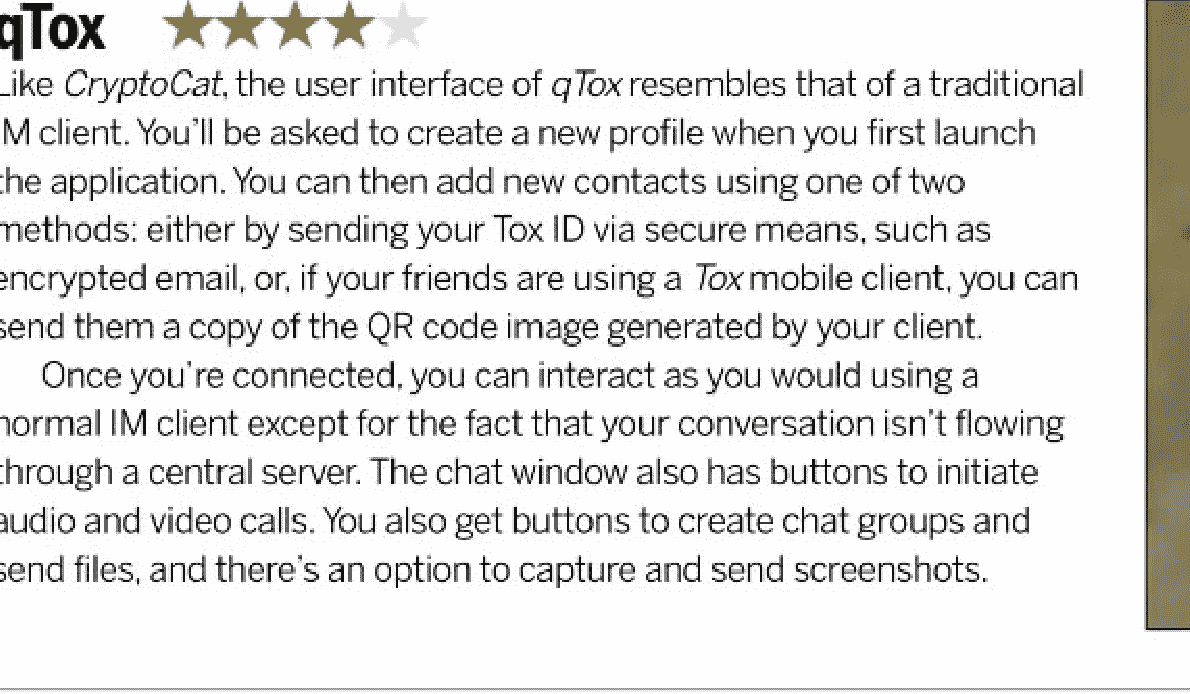 qTox
Like CryptoCat, the user interface of qTox resembles that of a traditional
IM client. You’ll be asked to create a new profile when you first launch
the application. You can then add new contacts using one of two
methods: either by sending your Tox ID via secure means, such as
encrypted email, or, if your friends are using a Tox mobile client, you can
send them a copy of the QR code image generated by your client.
Once you’re connected, you can interact as you would using a
normal IM client except for the fact that your conversation isn’t flowing
through a central server. The chat window also has buttons to initiate
audio and video calls. You also get buttons to create chat groups and
send files, and there’s an option to capture and send screenshots.